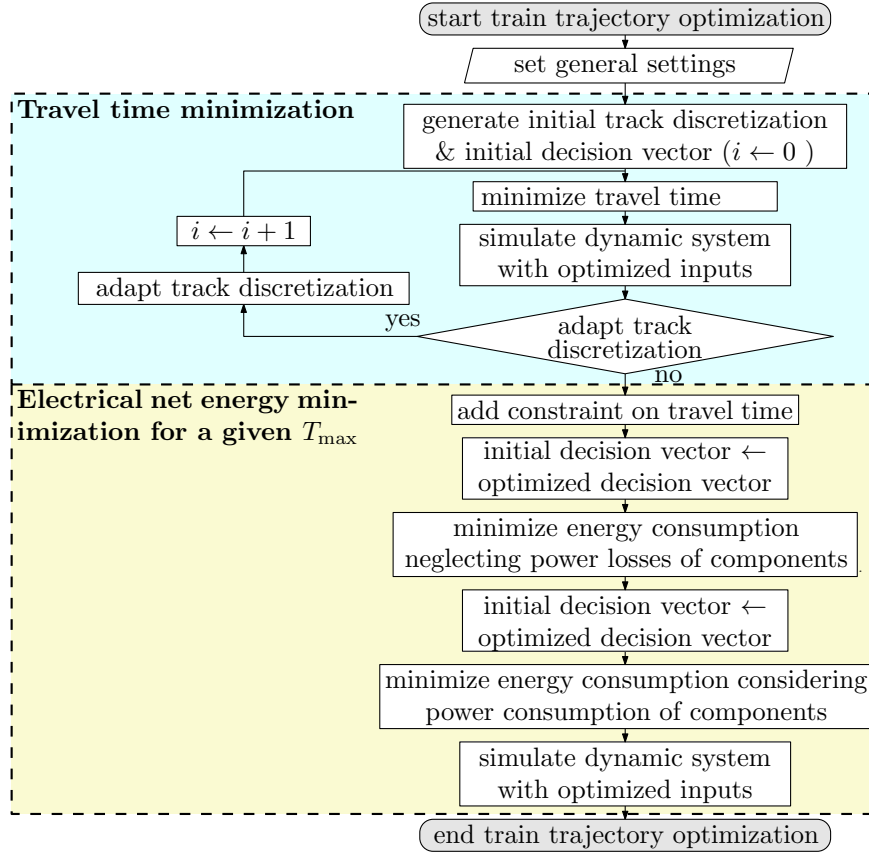 start train trajectory optimization
set general settings
Travel time minimization
generate initial track discretization
& initial decision vector (i ← 0 )
minimize travel time
i ← i + 1
simulate dynamic system
with optimized inputs
adapt track discretization
yes
adapt track
discretization
no
Electrical net energy min-
imization for a given Tmax
add constraint on travel time
initial decision vector ←
optimized decision vector
minimize energy consumption
neglecting power losses of components
initial decision vector ←
optimized decision vector
minimize energy consumption considering
power consumption of components
simulate dynamic system
with optimized inputs
end train trajectory optimization